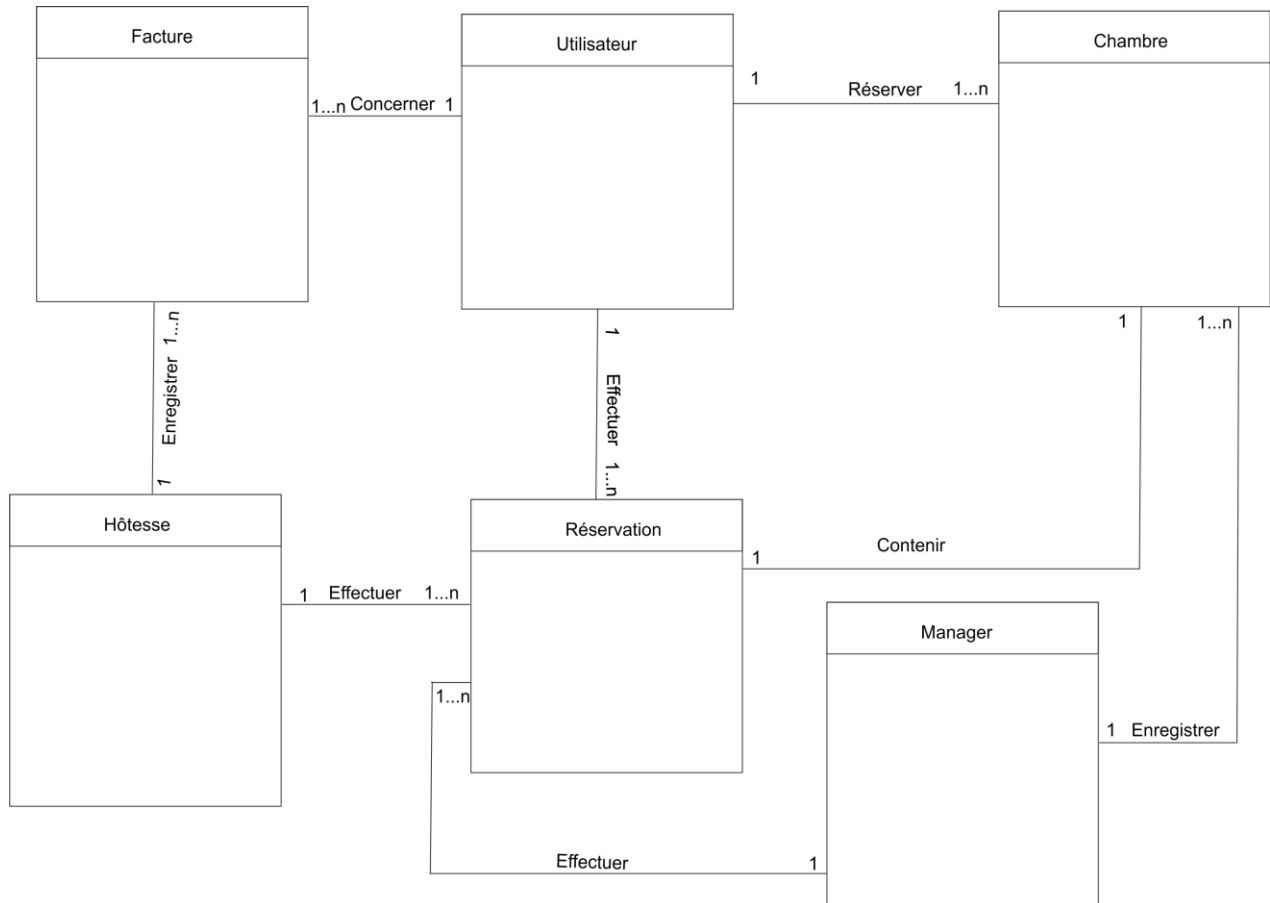 Facture
Utilisateur
Chambre
1...n Concerner 1
1 Réserver 1...n
Enregistrer 1...n
1
1
Effectuer 1...n
1
1...n
Hôtesse
Réservation
1 Contenir
1 Effectuer 1...n
Manager
1...n
1 Enregistrer
Effectuer 1